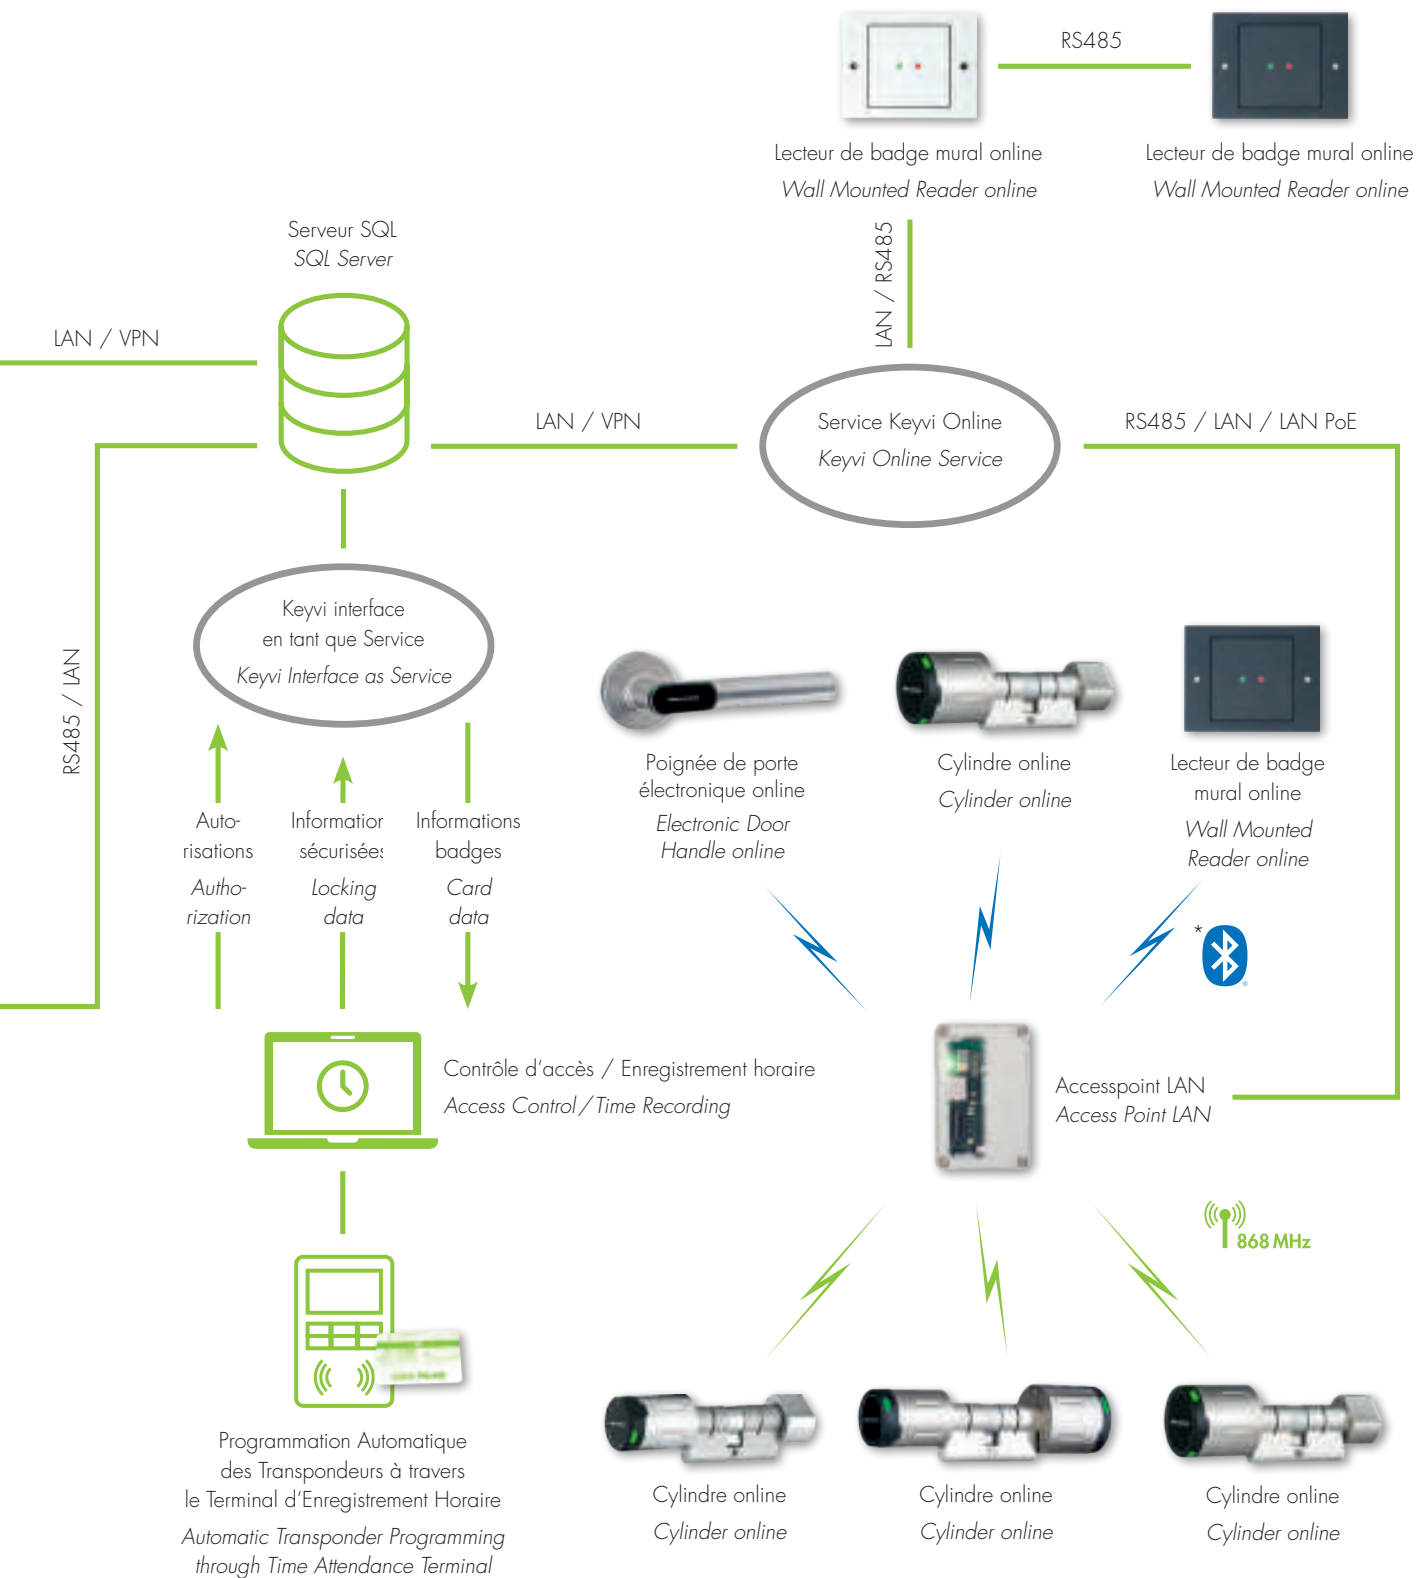 RS485
Lecteur de badge mural online
Wall Mounted Reader online
Lecteur de badge mural online
Wall Mounted Reader online
LAN / RS485
Serveur SQL
SQL Server
LAN / VPN
LAN / VPN
Service Keyvi Online
Keyvi Online Service
RS485 / LAN / LAN PoE
RS485 / LAN
Keyvi interface
en tant que Service
Keyvi Interface as Service
Auto-
risations
Autho-
rization
Information
sécurisées
Locking
data
Informations
badges
Card
data
Poignée de porte
électronique online
Electronic Door
Handle online
Cylindre online
Cylinder online
Lecteur de badge
mural online
Wall Mounted
Reader online
*
®
Contrôle d'accès / Enregistrement horaire
Access Control / Time Recording
Accesspoint LAN
Access Point LAN
868 MHz
Programmation Automatique
des Transpondeurs à travers
le Terminal d'Enregistrement Horaire
Automatic Transponder Programming
through Time Attendance Terminal
Cylindre online
Cylinder online
Cylindre online
Cylinder online
Cylindre online
Cylinder online